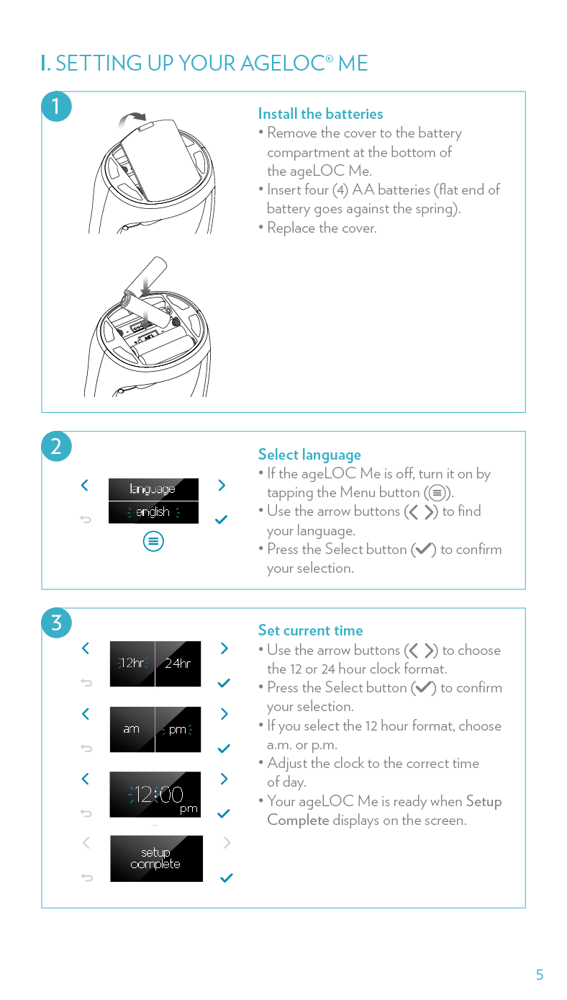 I. SETTING UP YOUR AGELOC® ME
1
Install the batteries
• Remove the cover to the battery
compartment at the bottom of
the ageLOC Me.
• Insert four (4) AA batteries (flat end of
battery goes against the spring).
• Replace the cover.
2
language
english
Select language
• If the ageLOC Me is off, turn it on by
tapping the Menu button ( ).
• Use the arrow buttons ( ) to find
your language.
• Press the Select button ( ) to confirm
your selection.
3
12hr 24hr
am pm
12:00
pm
setup
complete
Set current time
• Use the arrow buttons ( ) to choose
the 12 or 24 hour clock format.
• Press the Select button ( ) to confirm
your selection.
• If you select the 12 hour format, choose
a.m. or p.m.
• Adjust the clock to the correct time
of day.
• Your ageLOC Me is ready when Setup
Complete displays on the screen.
5